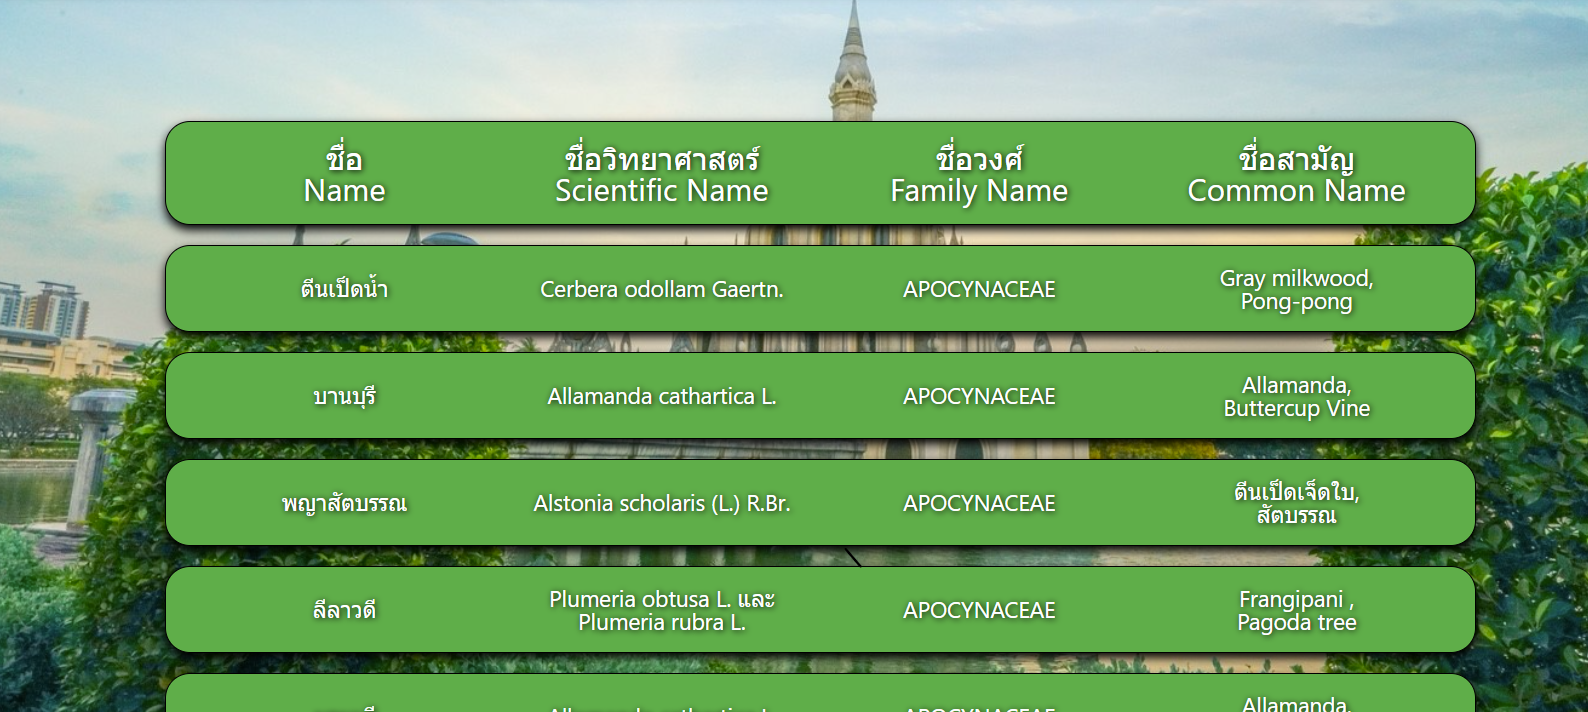 ชื่อ
Name
ชื่อวิทยาศาสตร์
Scientific Name
ชื่อวงศ์
Family Name
ชื่อสามัญ
Common Name
ตีนเป็ดน้ำ
Cerbera odollam Gaertn.
APOCYNACEAE
Gray milkwood,
Pong-pong
บานบุรี
Allamanda cathartica L.
APOCYNACEAE
Allamanda,
Buttercup Vine
พญาสัตบรรณ
Alstonia scholaris (L.) R.Br.
APOCYNACEAE
ตีนเป็ดเจ็ดใบ,
สัตบรรณ
ลีลาวดี
Plumeria obtusa L. และ
Plumeria rubra L.
APOCYNACEAE
Frangipani ,
Pagoda tree
Allamanda,